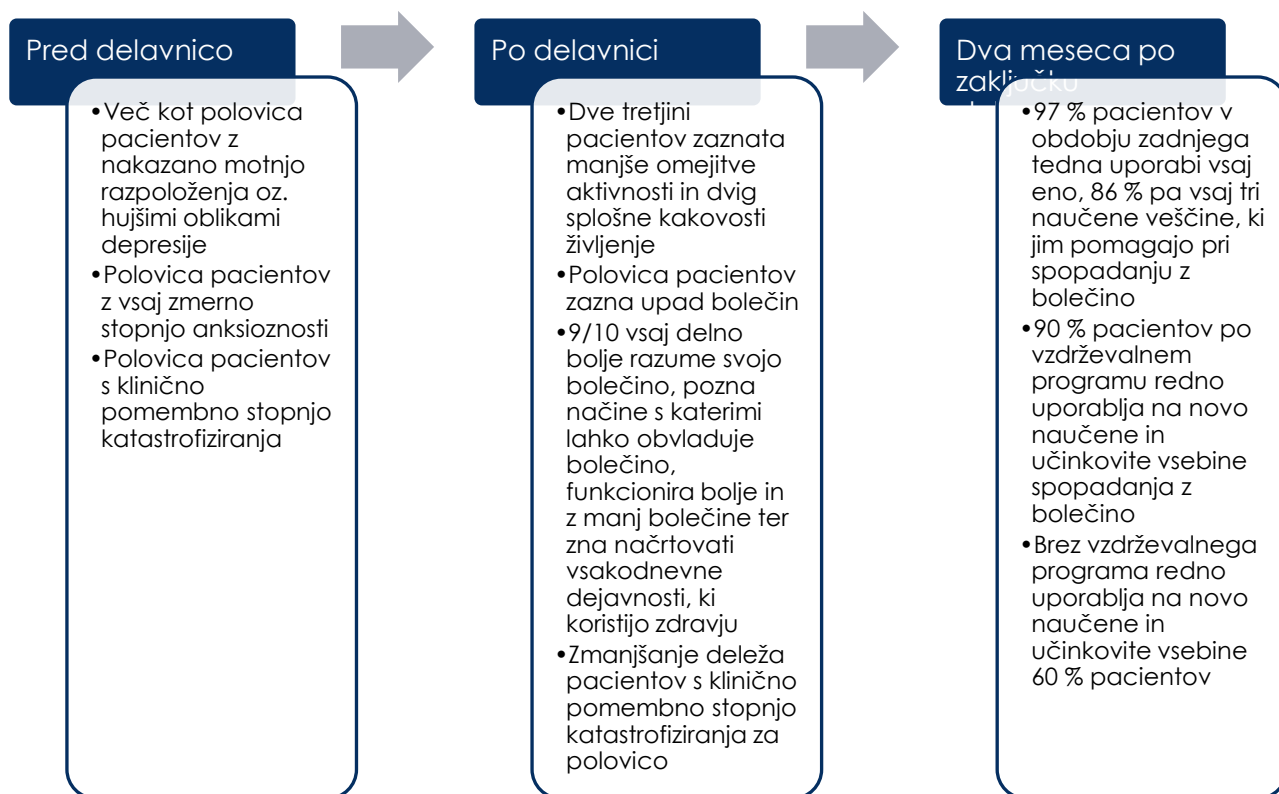 Pred delavnico
•Več kot polovica
pacientov z
nakazano motnjo
razpoloženja oz.
hujšimi oblikami
depresije
•Polovica pacientov
z vsaj zmerno
stopnjo anksioznosti
•Polovica pacientov
s klinično
pomembno stopnjo
katastrofiziranja
Po delavnici
•Dve tretjini
pacientov zaznata
manjše omejitve
aktivnosti in dvig
splošne kakovosti
življenje
•Polovica pacientov
zazna upad bolečin
•9/10 vsaj delno
bolje razume svojo
bolečino, pozna
načine s katerimi
lahko obvladuje
bolečino,
funkcionira bolje in
z manj bolečine ter
zna načrtovati
vsakodnevne
dejavnosti, ki
koristijo zdravju
•Zmanjšanje deleža
pacientov s klinično
pomembno stopnjo
katastrofiziranja za
polovico
Dva meseca po
zaključku
•97 % pacientov v
obdobju zadnjega
tedna uporabi vsaj
eno, 86 % pa vsaj tri
naučene veščine, ki
jim pomagajo pri
spopadanju z
bolečino
•90 % pacientov po
vzdrževalnem
programu redno
uporablja na novo
naučene in
učinkovite vsebine
spopadanja z
bolečino
•Brez vzdrževalnega
programa redno
uporablja na novo
naučene in
učinkovite vsebine
60 % pacientov